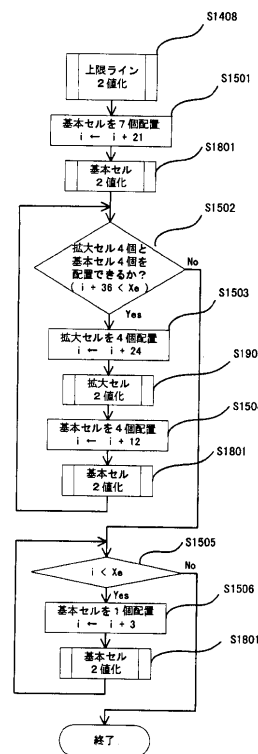 S1408
上限ライン
2値化
S1501
基本セルを7個配置
i ← i + 21
S1801
基本セル
2値化
S1502
拡大セル4個と
基本セル4個を
配置できるか?
( i + 36 < Xe )
No
Yes
S1503
拡大セルを4個配置
i ← i + 24
S190
拡大セル
2値化
S150
基本セルを4個配置
i ← i + 12
S1801
基本セル
2値化
S1505
i < Xe
No
Yes
S1506
基本セルを1個配置
i ← i + 3
S1801
基本セル
2値化
終了